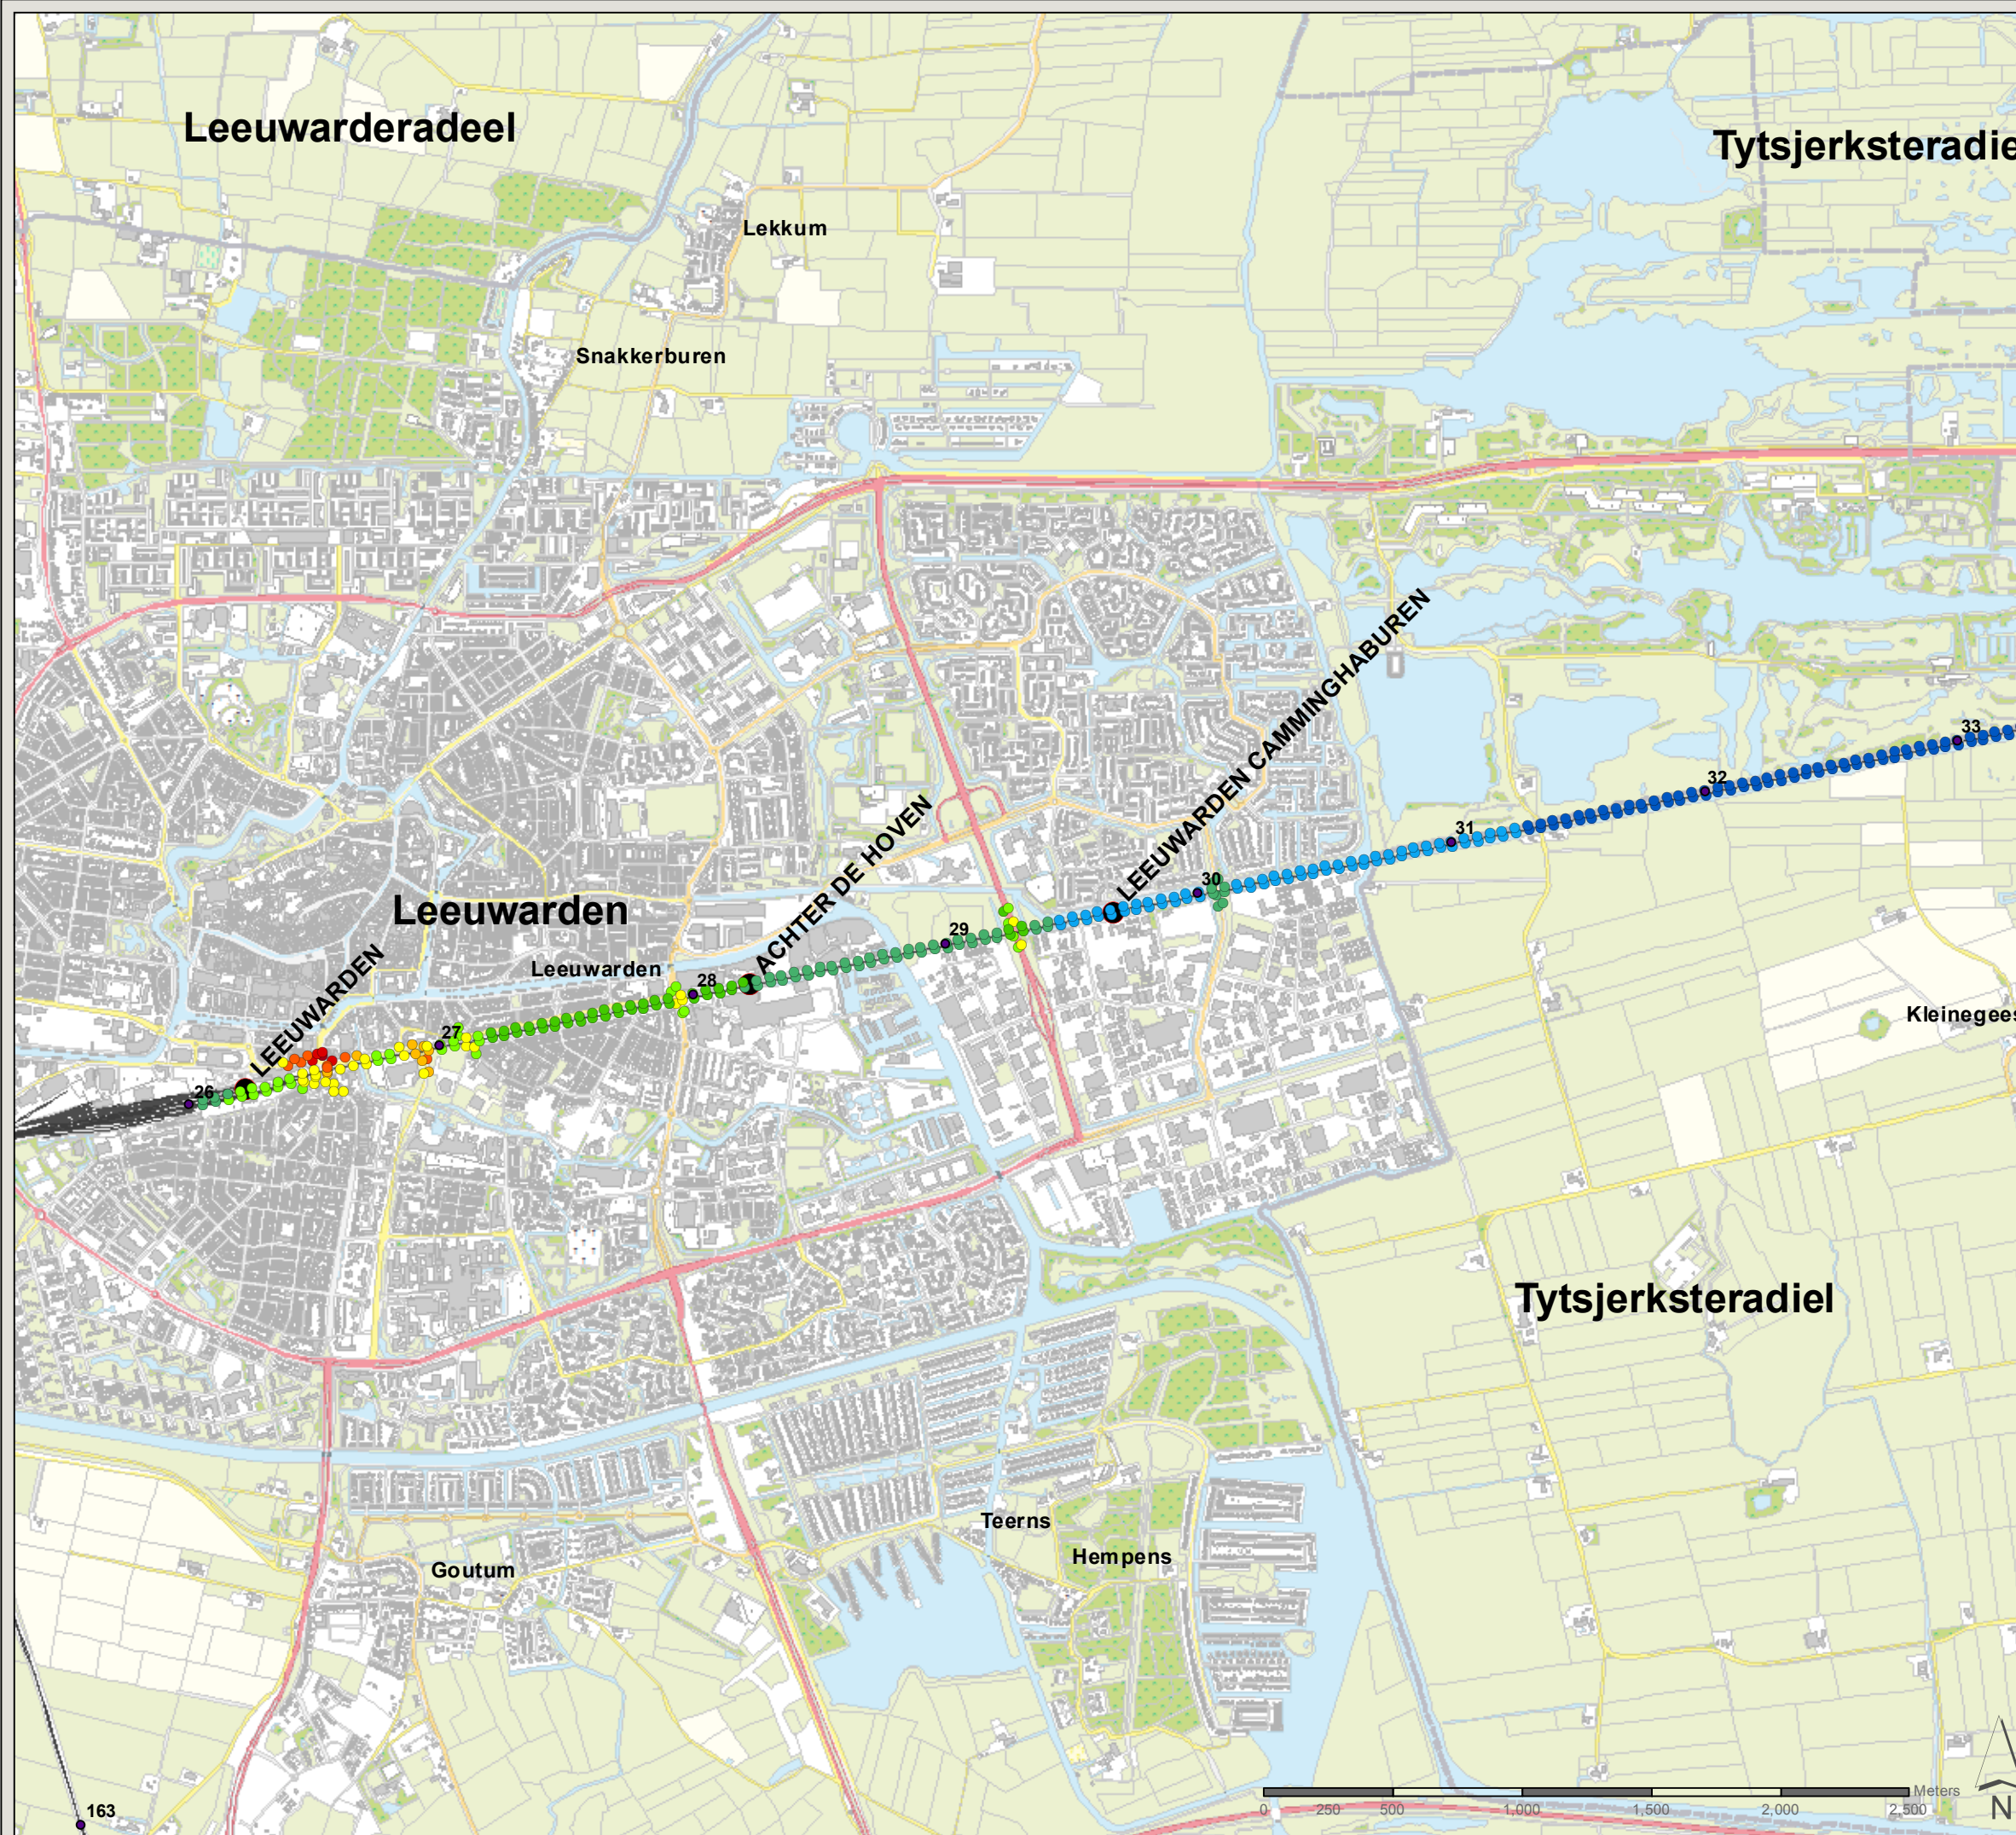 Leeuwarderadeel
Tytsjerksteradie
Lekkum
Snakkerburen
LEEUWARDEN CAMMINGHABUREN
33
32
ACHTER DE HOVEN
31
30
Leeuwarden
29
LEEUWARDEN
Leeuwarden
28
Kleinegees
27
26
Tytsjerksteradiel
Teerns
Hempens
Goutum
Meters
163
0 250 500 1,000 1,500 2,000 2,500
N